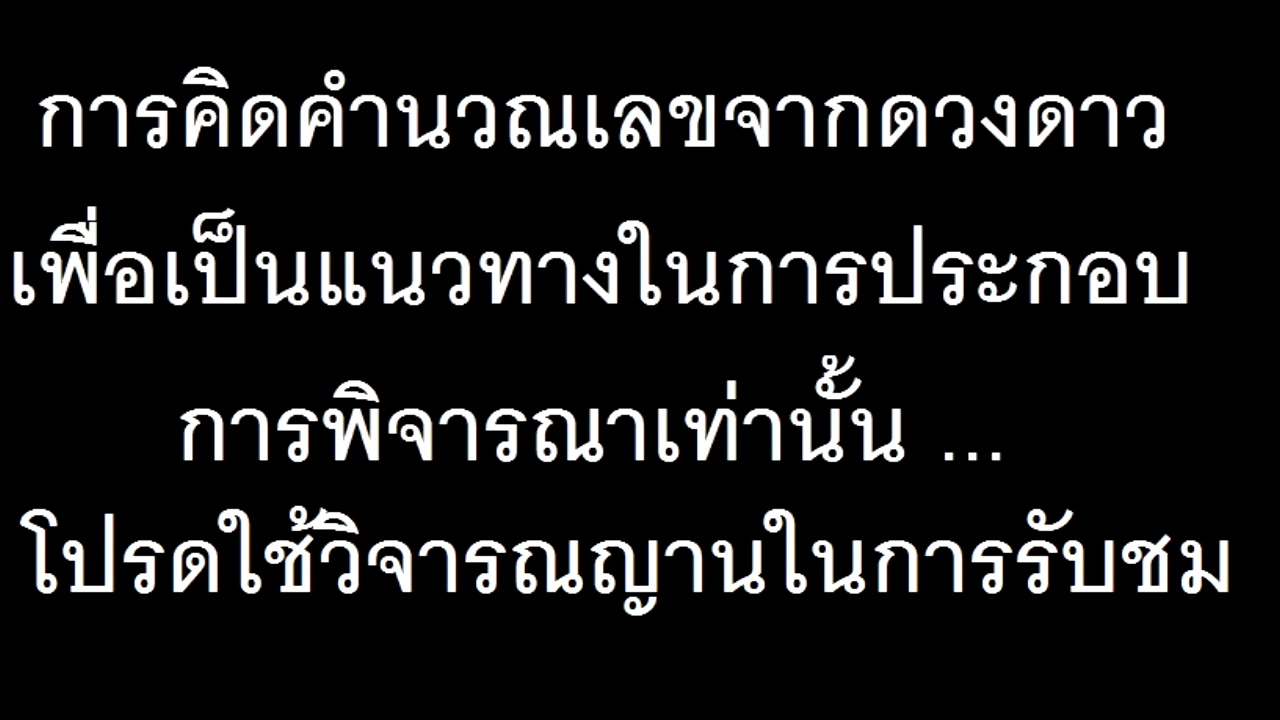 การคิดคำนวณเลขจากดวงดาว
เพื่อเป็นแนวทางในการประกอบ
การพิจารณาเท่านั้น ...
โปรดใช้วิจารณญานในการรับชม